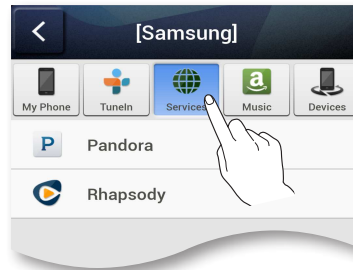 [Samsung]
My Phone TuneIn Services Music Devices
P Pandora
Rhapsody